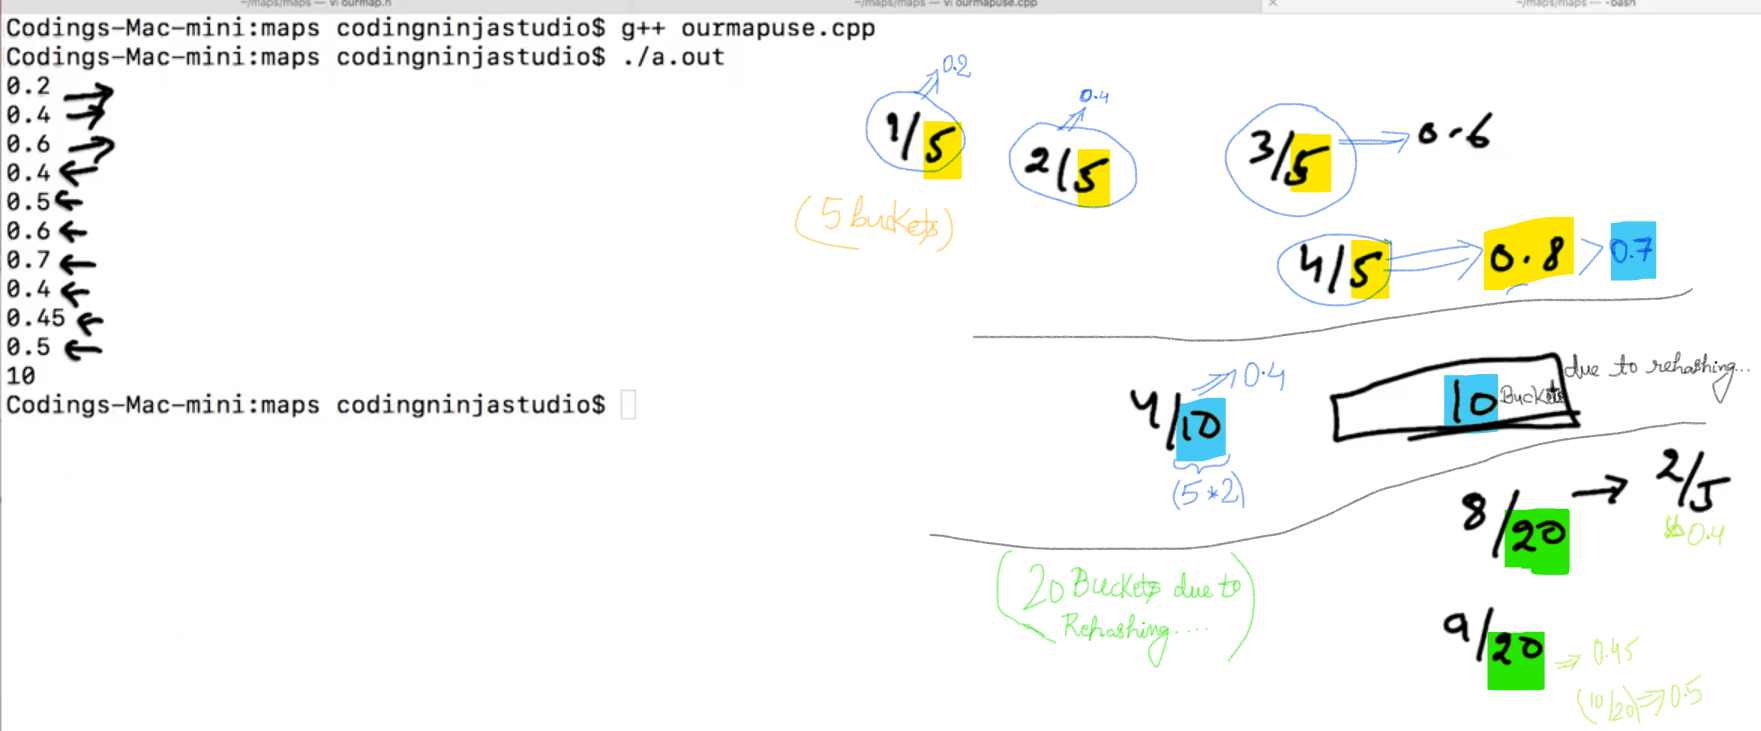 ~/maps/maps — vi ourmap.h
~/maps/maps — vi ourmapuse.cpp
× ~/maps/maps — -bash
Codings-Mac-mini:maps codingninjastudio$ g++ ourmapuse.cpp
Codings-Mac-mini:maps codingninjastudio$ ./a.out
0.2
0.4
0.6
0.4
0.5
0.6
0.7
0.4
0.45
0.5
10
Codings-Mac-mini:maps codingninjastudio$
1/5 ⇒ 0.2
2/5 ⇒ 0.4
3/5 ⇒ 0.6
(5 buckets)
4/5 ⇒ 0.8 > 0.7
4/10 ⇒ 0.4
(5*2)
10 Buckets due to rehashing...
8/20 → 2/5
0.4
(20 Buckets due to
Rehashing....)
9/20 ⇒ 0.45
(10/20) ⇒ 0.5